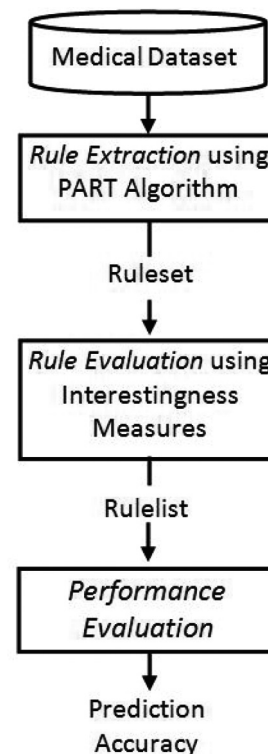 Medical Dataset
Rule Extraction using
PART Algorithm
Ruleset
Rule Evaluation using
Interestingness
Measures
Rulelist
Performance
Evaluation
Prediction
Accuracy